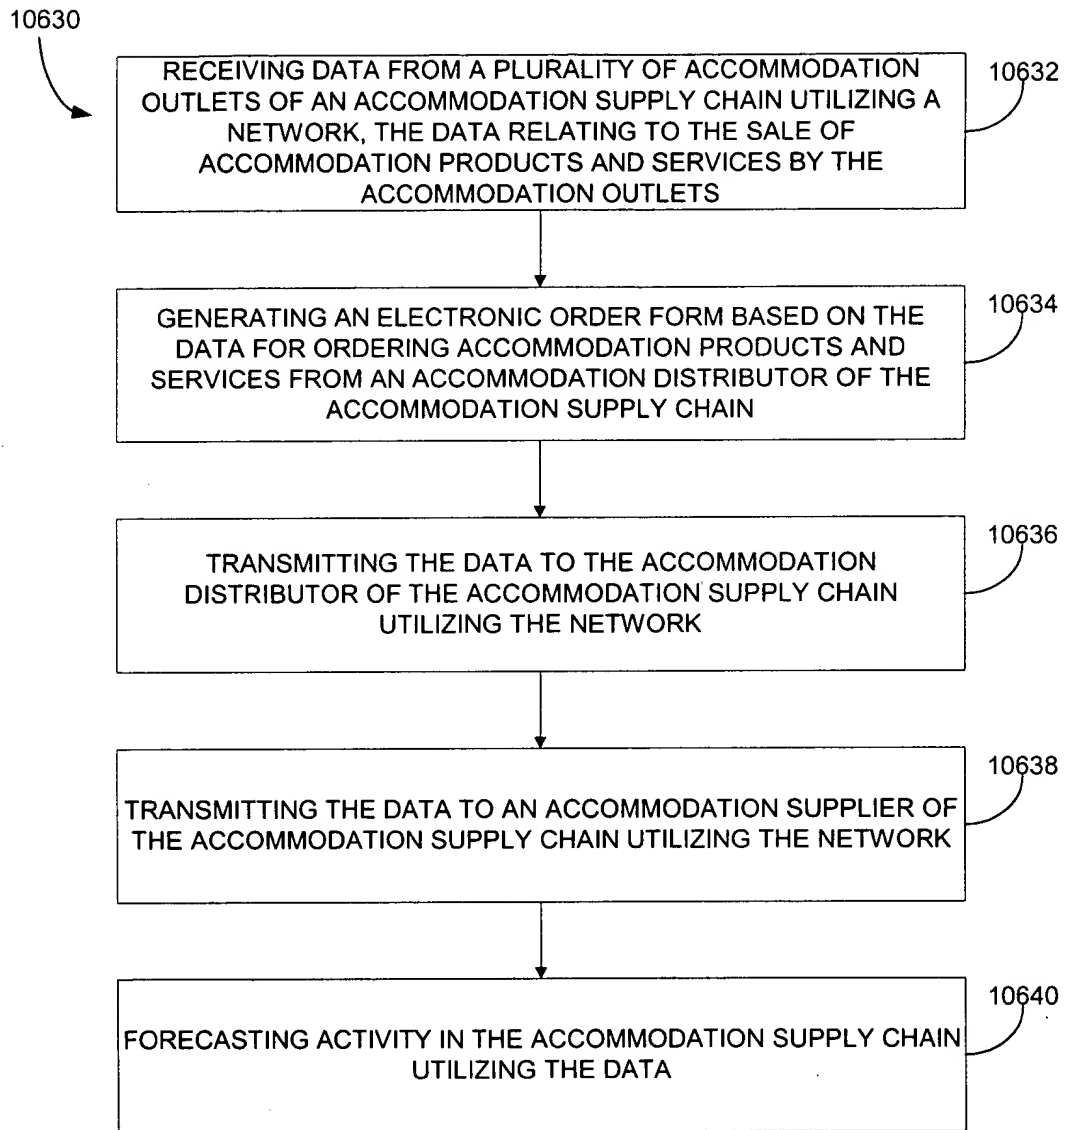 10630
RECEIVING DATA FROM A PLURALITY OF ACCOMMODATION
OUTLETS OF AN ACCOMMODATION SUPPLY CHAIN UTILIZING A
NETWORK, THE DATA RELATING TO THE SALE OF
ACCOMMODATION PRODUCTS AND SERVICES BY THE
ACCOMMODATION OUTLETS
10632
GENERATING AN ELECTRONIC ORDER FORM BASED ON THE
DATA FOR ORDERING ACCOMMODATION PRODUCTS AND
SERVICES FROM AN ACCOMMODATION DISTRIBUTOR OF THE
ACCOMMODATION SUPPLY CHAIN
10634
TRANSMITTING THE DATA TO THE ACCOMMODATION
DISTRIBUTOR OF THE ACCOMMODATION SUPPLY CHAIN
UTILIZING THE NETWORK
10636
TRANSMITTING THE DATA TO AN ACCOMMODATION SUPPLIER OF
THE ACCOMMODATION SUPPLY CHAIN UTILIZING THE NETWORK
10638
FORECASTING ACTIVITY IN THE ACCOMMODATION SUPPLY CHAIN
UTILIZING THE DATA
10640